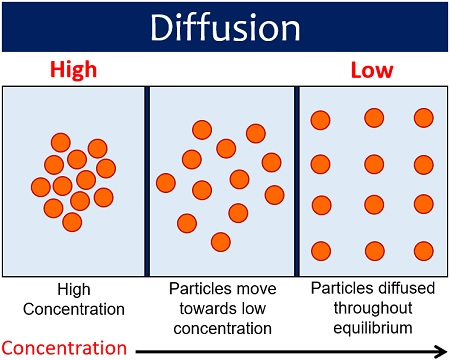 Diffusion
High
Low
High
Concentration
Particles move
towards low
concentration
Particles diffused
throughout
equilibrium
Concentration